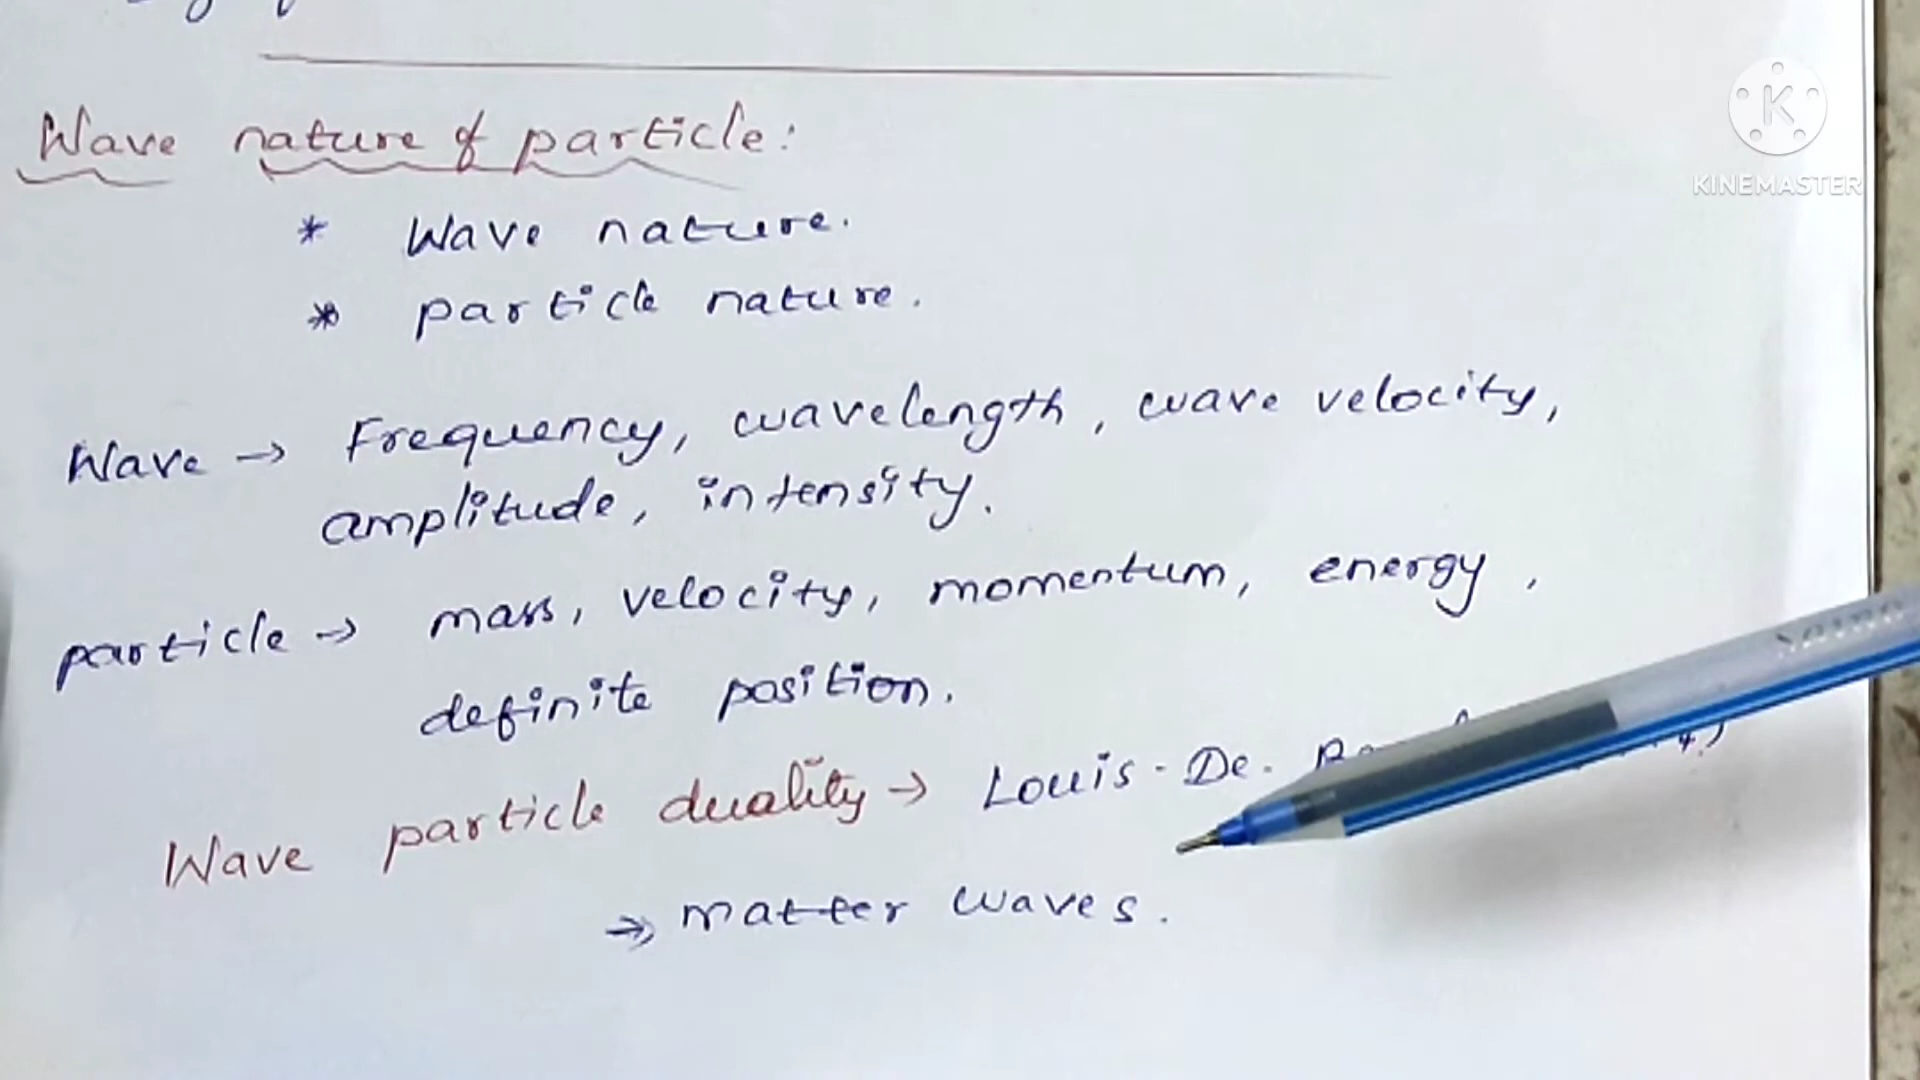 Wave nature of particle:
* Wave nature.
* particle nature.
Wave → Frequency, wavelength, wave velocity,
amplitude, intensity.
particle → mass, velocity, momentum, energy,
definite position.
Wave particle duality → Louis-De.
⇒ matter waves.
KINEMASTER